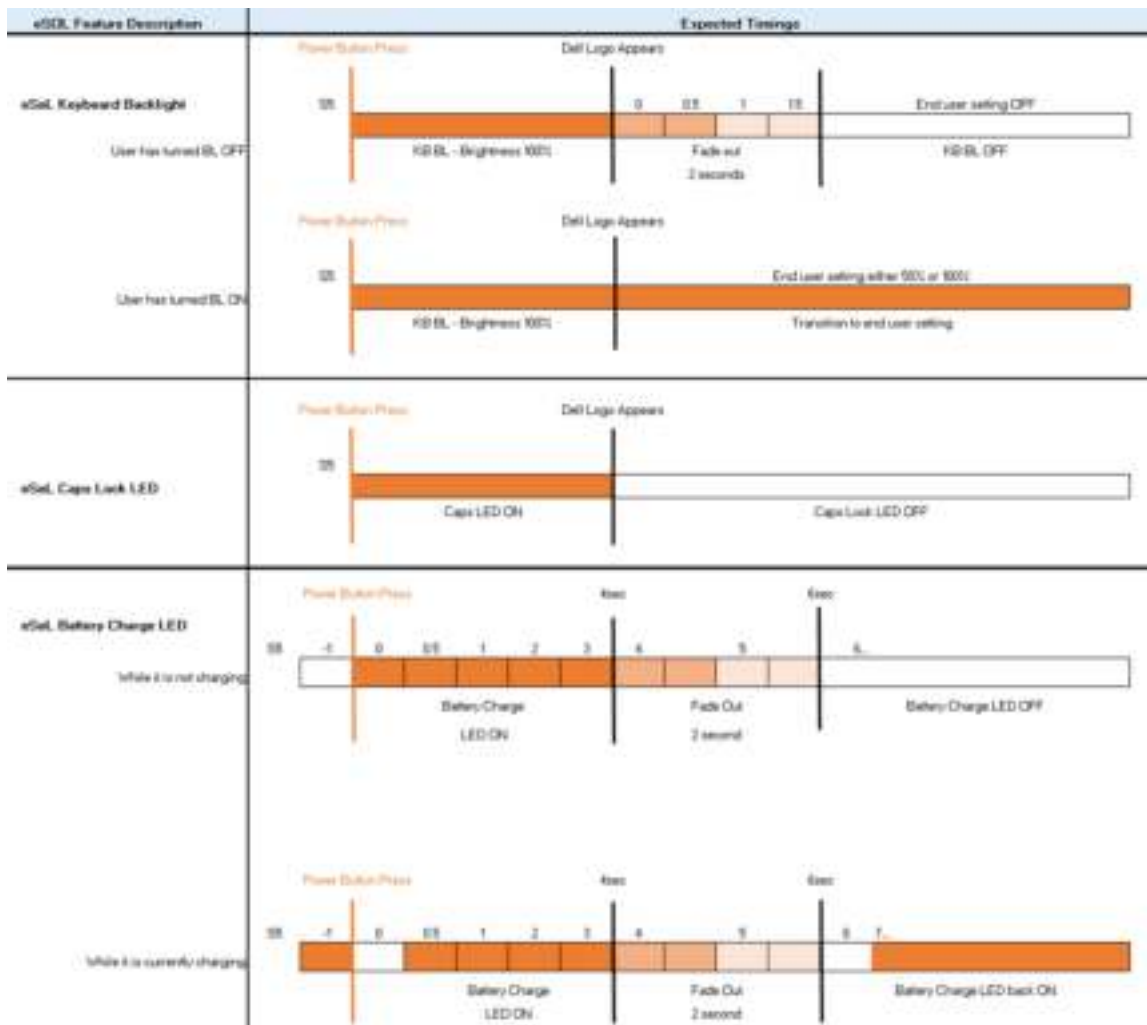 eSOL Feature Description
Expected Timings
Power Button Press
Dell Logo Appears
eSoL Keyboard Backlight
S5
0 0.5 1 1.5
End user setting OFF
User has turned BL OFF
KB BL - Brightness 100%
Fade out
KB BL OFF
2 seconds
Power Button Press
Dell Logo Appears
S5
End user setting either 50% or 100%
User has turned BL ON
KB BL - Brightness 100%
Transition to end user setting
Power Button Press
Dell Logo Appears
S5
eSoL Caps Lock LED
Caps LED ON
Caps Lock LED OFF
Power Button Press
4sec
6sec
eSoL Battery Charge LED
S5 -1 0 0.5 1 2 3 4 5 6...
While it is not charging
Battery Charge
Fade Out
Battery Charge LED OFF
LED ON
2 second
Power Button Press
4sec
6sec
S5 -1 0 0.5 1 2 3 4 5 6 7...
While it is currently charging
Battery Charge
Fade Out
Battery Charge LED back ON
LED ON
2 second